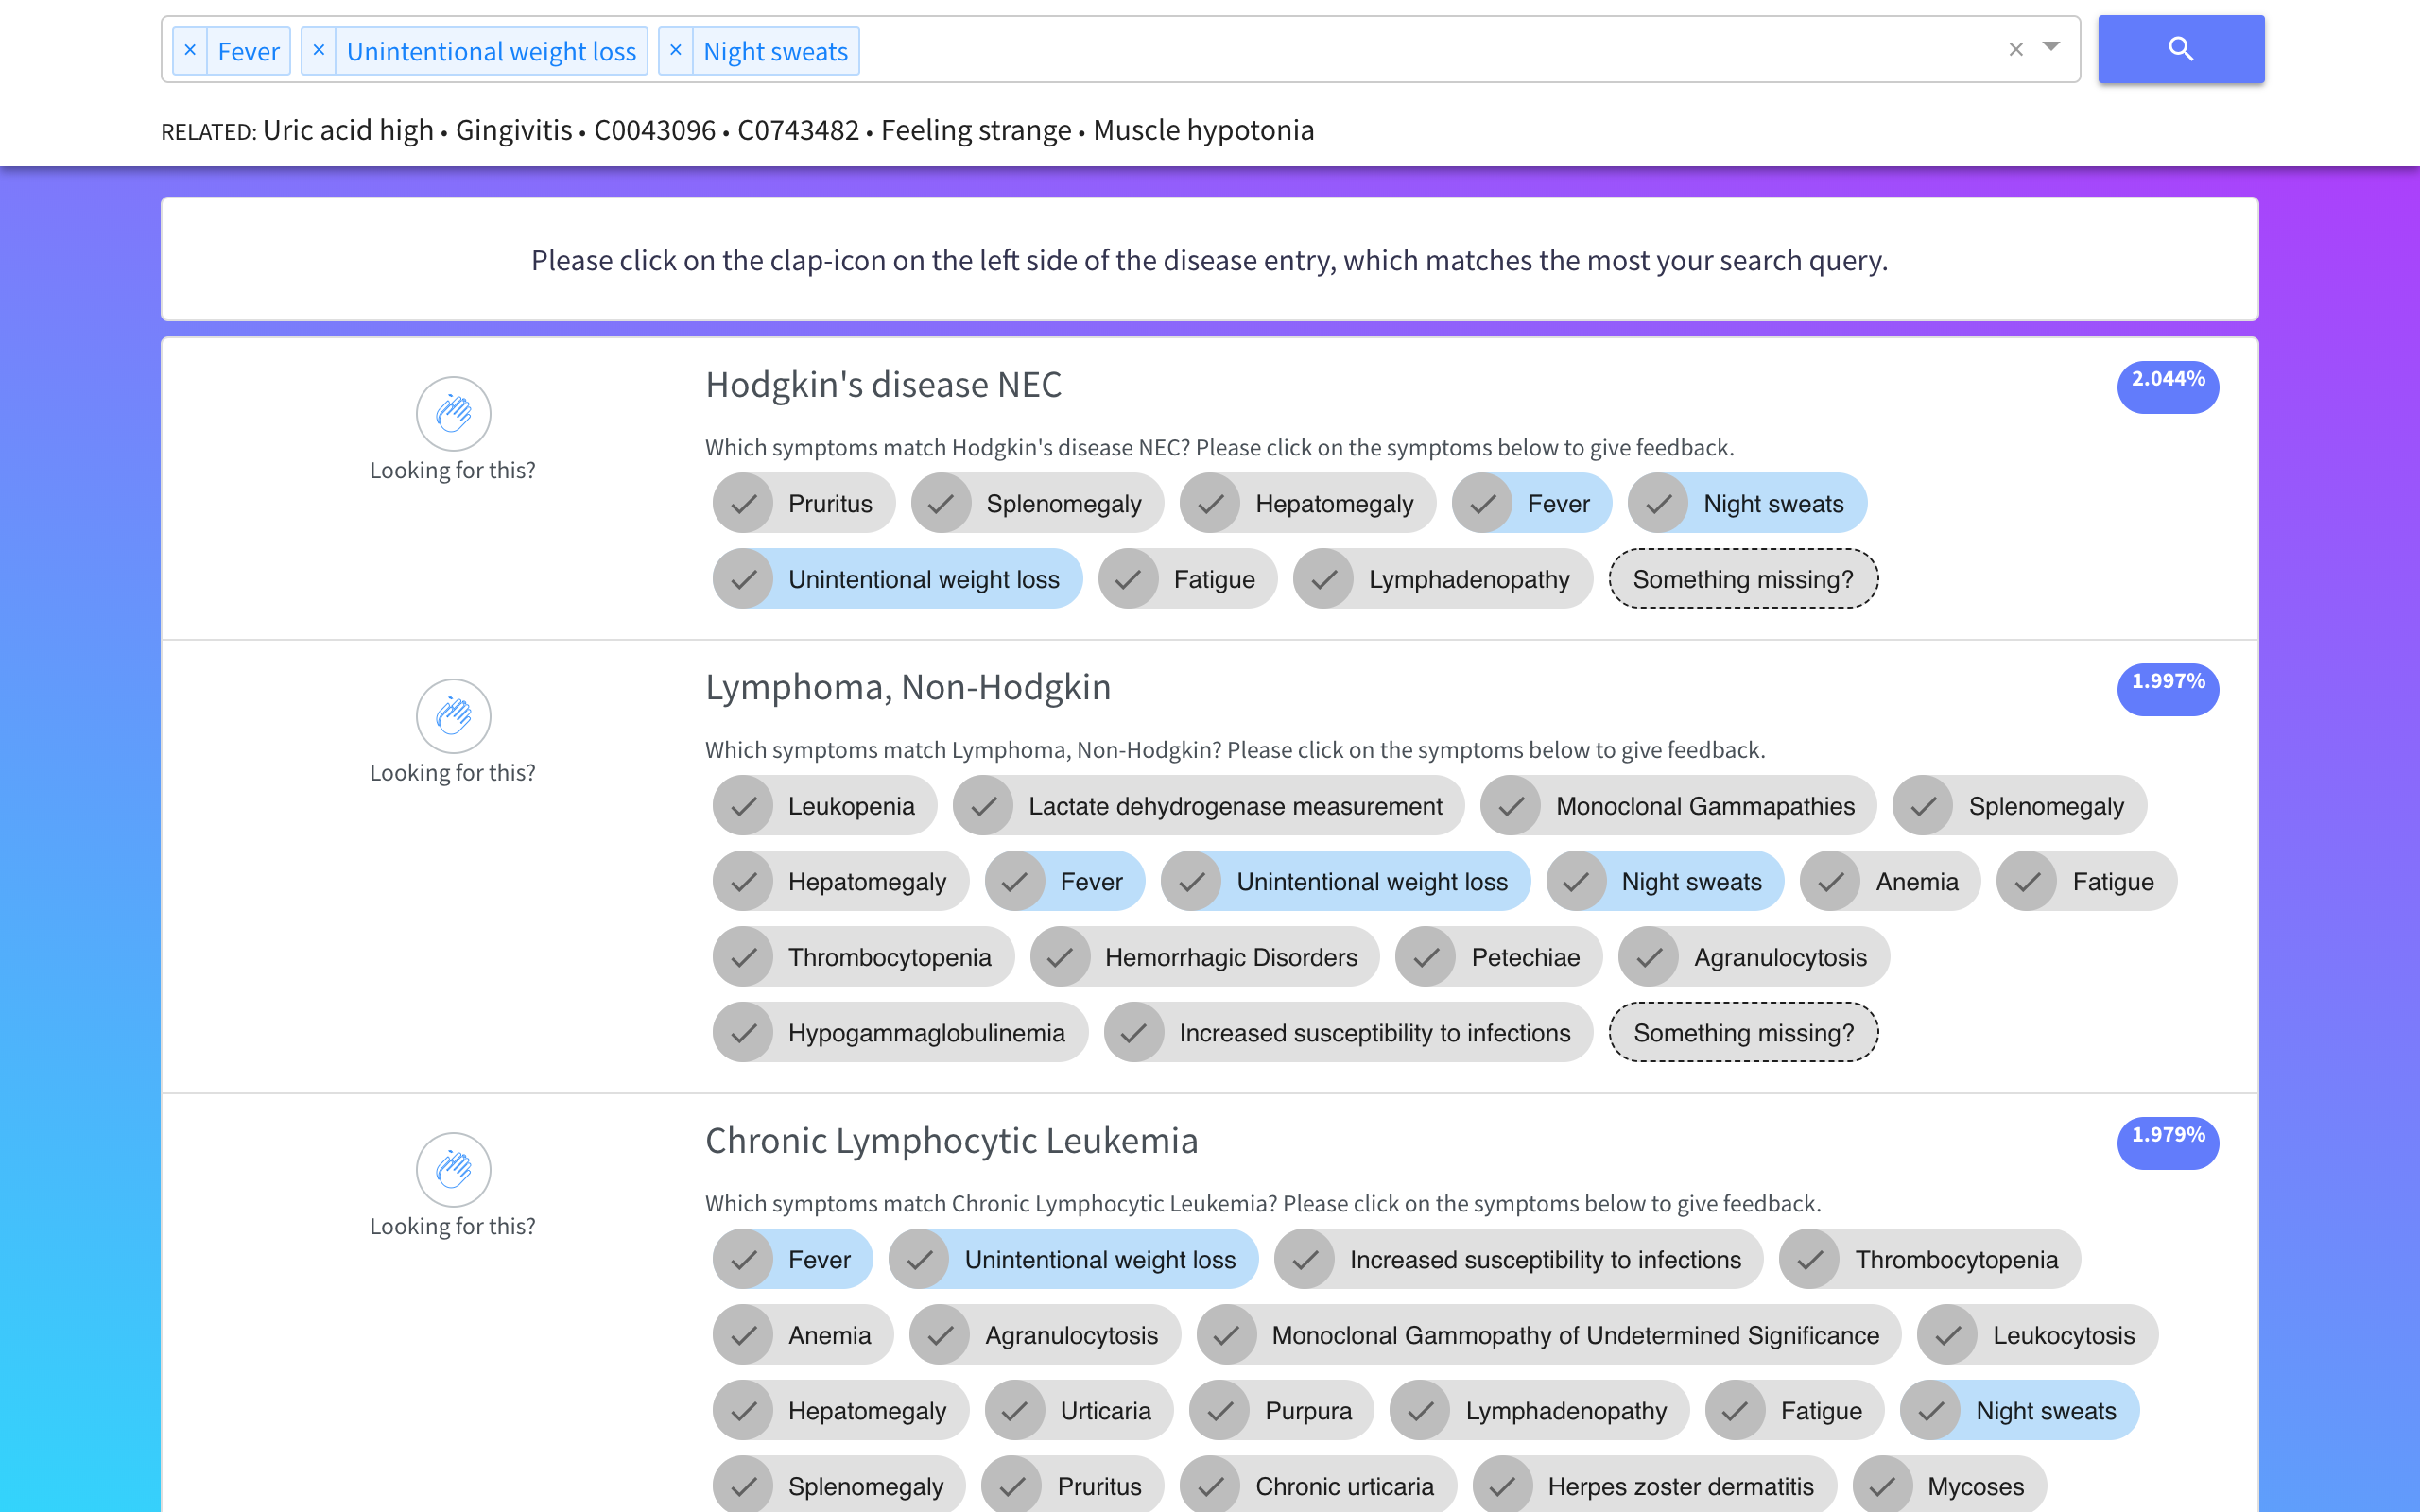 × Fever × Unintentional weight loss × Night sweats ×
RELATED: Uric acid high • Gingivitis • C0043096 • C0743482 • Feeling strange • Muscle hypotonia
Please click on the clap-icon on the left side of the disease entry, which matches the most your search query.
Hodgkin's disease NEC 2.044%
Looking for this?
Which symptoms match Hodgkin's disease NEC? Please click on the symptoms below to give feedback.
Pruritus Splenomegaly Hepatomegaly Fever Night sweats
Unintentional weight loss Fatigue Lymphadenopathy Something missing?
Lymphoma, Non-Hodgkin 1.997%
Looking for this?
Which symptoms match Lymphoma, Non-Hodgkin? Please click on the symptoms below to give feedback.
Leukopenia Lactate dehydrogenase measurement Monoclonal Gammapathies Splenomegaly
Hepatomegaly Fever Unintentional weight loss Night sweats Anemia Fatigue
Thrombocytopenia Hemorrhagic Disorders Petechiae Agranulocytosis
Hypogammaglobulinemia Increased susceptibility to infections Something missing?
Chronic Lymphocytic Leukemia 1.979%
Looking for this?
Which symptoms match Chronic Lymphocytic Leukemia? Please click on the symptoms below to give feedback.
Fever Unintentional weight loss Increased susceptibility to infections Thrombocytopenia
Anemia Agranulocytosis Monoclonal Gammopathy of Undetermined Significance Leukocytosis
Hepatomegaly Urticaria Purpura Lymphadenopathy Fatigue Night sweats
Splenomegaly Pruritus Chronic urticaria Herpes zoster dermatitis Mycoses